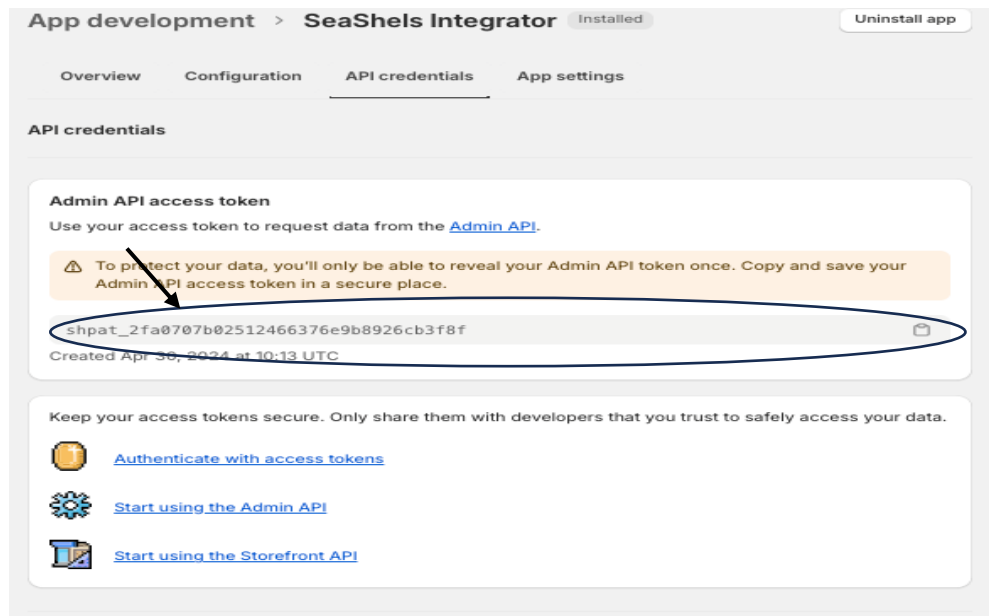 App development > SeaShels Integrator Installed Uninstall app
Overview Configuration API credentials App settings
API credentials
Admin API access token
Use your access token to request data from the Admin API.
To protect your data, you'll only be able to reveal your Admin API token once. Copy and save your
Admin API access token in a secure place.
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
Created Apr 30, 2024 at 10:13 UTC
Keep your access tokens secure. Only share them with developers that you trust to safely access your data.
Authenticate with access tokens
Start using the Admin API
Start using the Storefront API